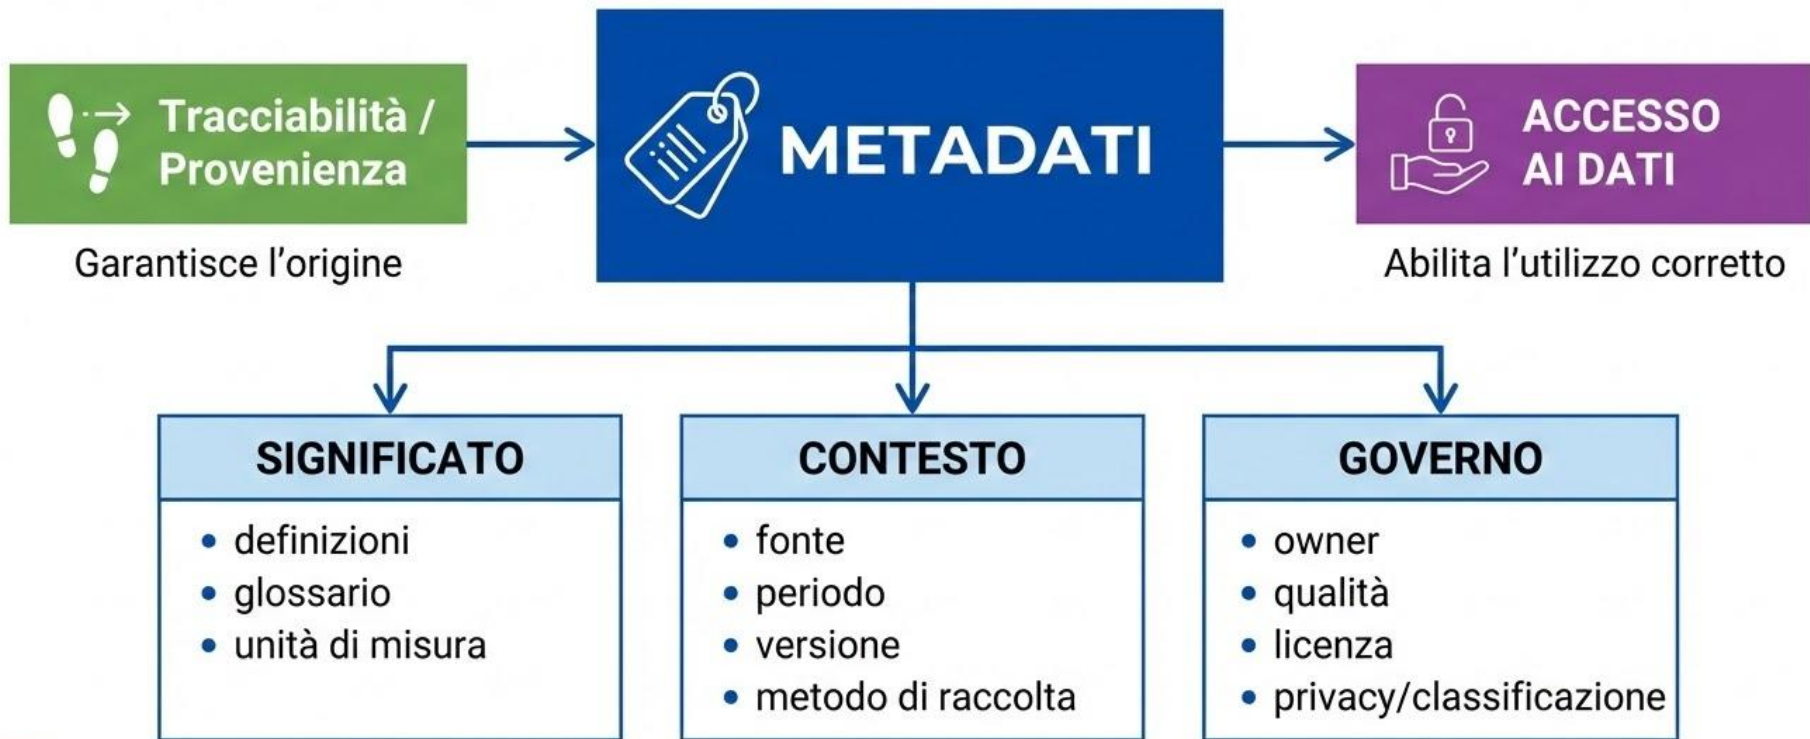 Tracciabilità /
Provenienza
Garantisce l'origine
METADATI
ACCESSO
AI DATI
Abilita l'utilizzo corretto
SIGNIFICATO
• definizioni
• glossario
• unità di misura
CONTESTO
• fonte
• periodo
• versione
• metodo di raccolta
GOVERNO
• owner
• qualità
• licenza
• privacy/classificazione